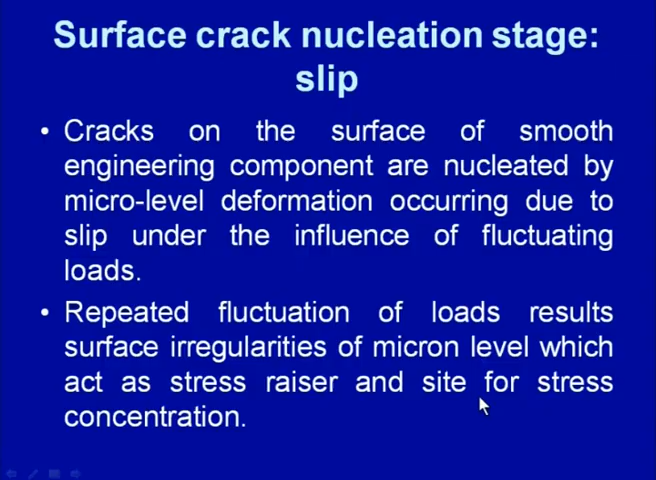 Surface crack nucleation stage:
slip
• Cracks on the surface of smooth
engineering component are nucleated by
micro-level deformation occurring due to
slip under the influence of fluctuating
loads.
• Repeated fluctuation of loads results
surface irregularities of micron level which
act as stress raiser and site for stress
concentration.